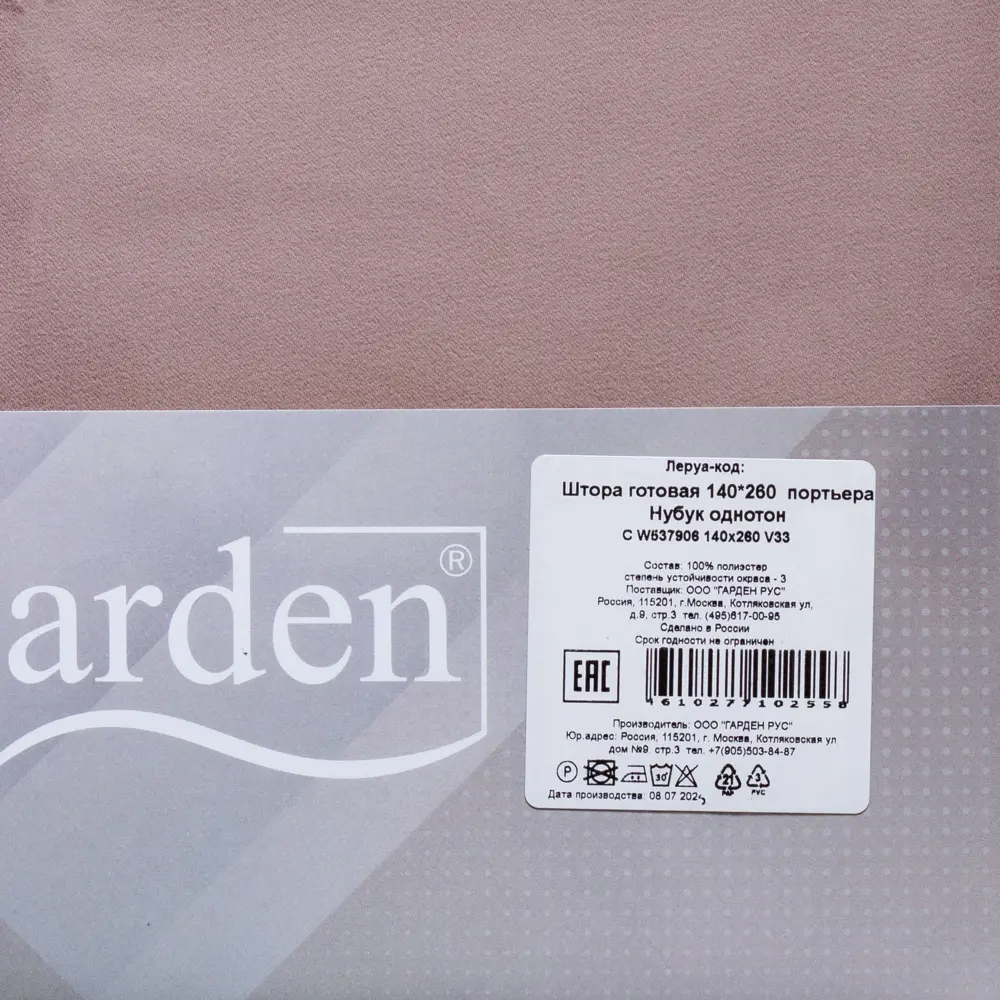 arden®
Леруа-код:
Штора готовая 140*260 портьера
Нубук однотон
С W537906 140х260 V33
Состав: 100% полиэстер
степень устойчивости окраса - 3
Поставщик: ООО "ГАРДЕН РУС"
Россия, 115201, г.Москва, Котляковская ул,
д.9, стр.3 тел. (495)617-00-95
Сделано в России
Срок годности не ограничен
EAC
4610277102558
Производитель: ООО "ГАРДЕН РУС"
Юр.адрес: Россия, 115201, г. Москва, Котляковская ул
дом №9, стр.3 тел. +7(905)503-84-87
P 30° 21 PAP 3 PVC
Дата производства: 08 07 2024